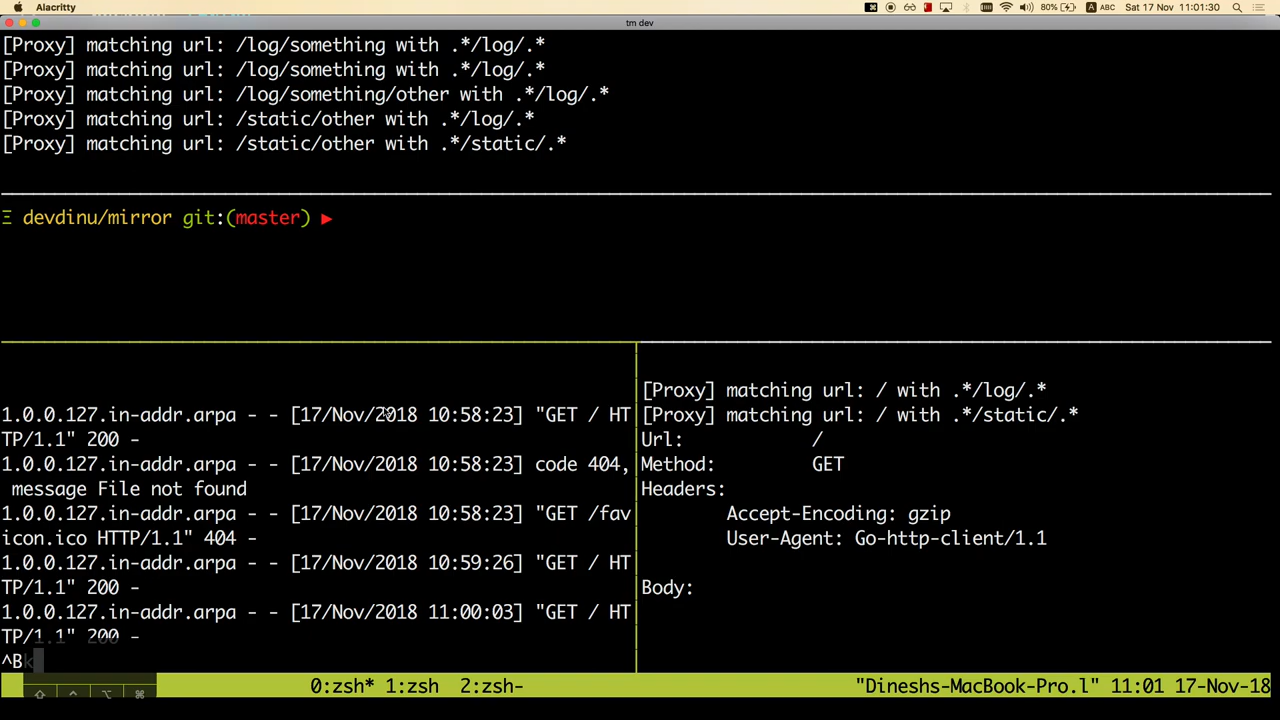 Alacritty 80% ABC Sat 17 Nov 11:01:30
tm dev
[Proxy] matching url: /log/something with .*/log/.*
[Proxy] matching url: /log/something with .*/log/.*
[Proxy] matching url: /log/something/other with .*/log/.*
[Proxy] matching url: /static/other with .*/log/.*
[Proxy] matching url: /static/other with .*/static/.*
Ξ devdinu/mirror git:(master) ▶
1.0.0.127.in-addr.arpa - - [17/Nov/2018 10:58:23] "GET / HT
TP/1.1" 200 -
1.0.0.127.in-addr.arpa - - [17/Nov/2018 10:58:23] code 404,
message File not found
1.0.0.127.in-addr.arpa - - [17/Nov/2018 10:58:23] "GET /fav
icon.ico HTTP/1.1" 404 -
1.0.0.127.in-addr.arpa - - [17/Nov/2018 10:59:26] "GET / HT
TP/1.1" 200 -
1.0.0.127.in-addr.arpa - - [17/Nov/2018 11:00:03] "GET / HT
TP/1.1" 200 -
^Bk
[Proxy] matching url: / with .*/log/.*
[Proxy] matching url: / with .*/static/.*
Url: /
Method: GET
Headers:
Accept-Encoding: gzip
User-Agent: Go-http-client/1.1
Body:
0:zsh* 1:zsh 2:zsh- "Dineshs-MacBook-Pro.l" 11:01 17-Nov-18